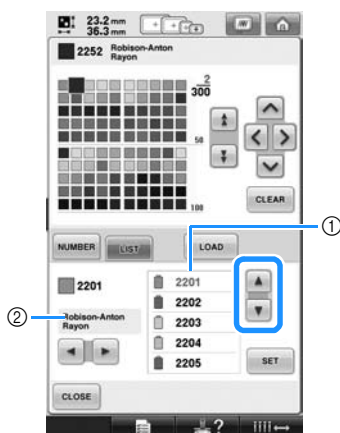 23.2 mm
36.3 mm
2252 Robison-Anton
Rayon
2
300
50
100
CLEAR
NUMBER
LIST
LOAD
①
2201
2201
2202
②
Robison-Anton
Rayon
2203
2204
2205
SET
CLOSE
?